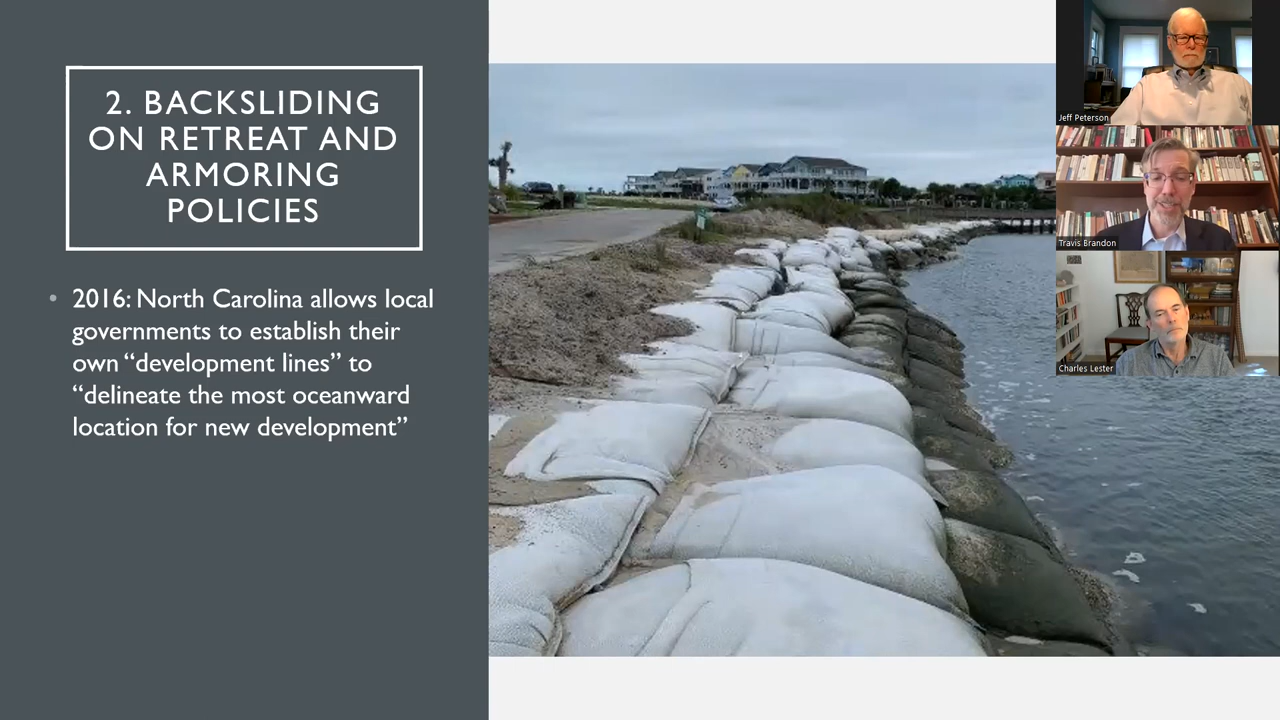 2. BACKSLIDING
ON RETREAT AND
ARMORING
POLICIES
• 2016: North Carolina allows local
governments to establish their
own “development lines” to
“delineate the most oceanward
location for new development”
Jeff Peterson
Travis Brandon
Charles Lester